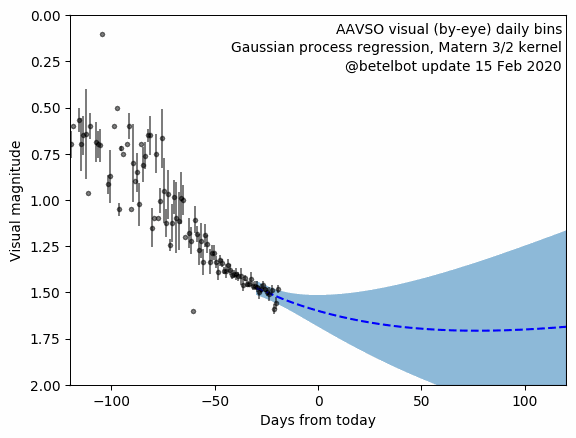 AAVSO visual (by-eye) daily bins
Gaussian process regression, Matern 3/2 kernel
@betelbot update 15 Feb 2020
0.00
0.25
0.50
0.75
1.00
1.25
1.50
1.75
2.00
Visual magnitude
−100
−50
0
50
100
Days from today